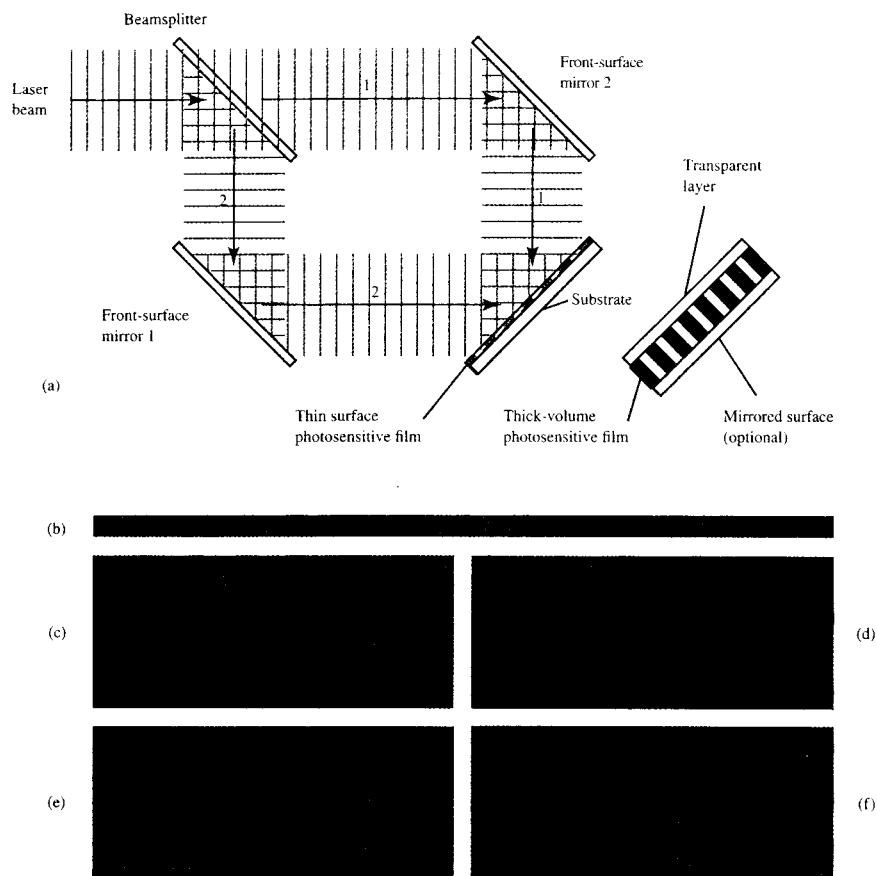 Beamsplitter
Laser
beam
1
Front-surface
mirror 2
2
1
Transparent
layer
2
Substrate
Front-surface
mirror 1
(a)
Thin surface
photosensitive film
Thick-volume
photosensitive film
Mirrored surface
(optional)
(b)
(c)
(d)
(e)
(f)